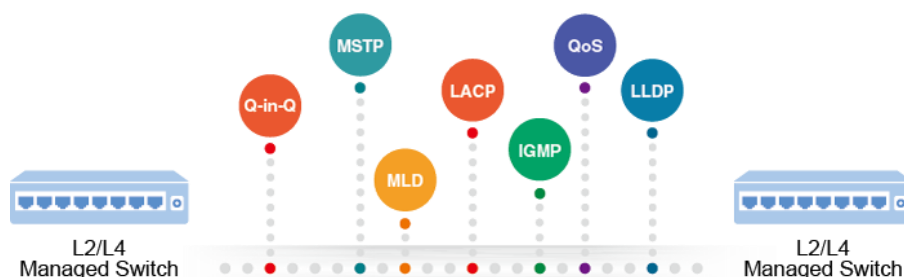 MSTP
QoS
Q-in-Q
LACP
LLDP
IGMP
MLD
L2/L4
Managed Switch
L2/L4
Managed Switch